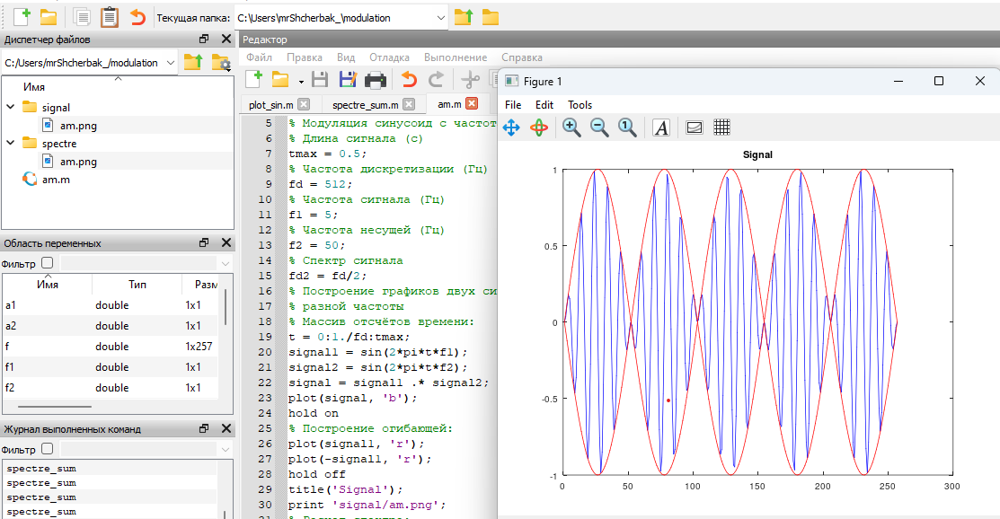 Текущая папка: C:\Users\mrShcherbak_\modulation
Диспетчер файлов
C:/Users/mrShcherbak_/modulation
Имя
signal
am.png
spectre
am.png
am.m
Область переменных
Фильтр
Имя Тип Разм
a1 double 1x1
a2 double 1x1
f double 1x257
f1 double 1x1
f2 double 1x1
Журнал выполненных команд
Фильтр
spectre_sum
spectre_sum
spectre_sum
spectre_sum
Редактор
Файл Правка Вид Отладка Выполнение Справка
plot_sin.m spectre_sum.m am.m
5 % Модуляция синусоид с частот
6 % Длина сигнала (с)
7 tmax = 0.5;
8 % Частота дискретизации (Гц)
9 fd = 512;
10 % Частота сигнала (Гц)
11 f1 = 5;
12 % Частота несущей (Гц)
13 f2 = 50;
14 % Спектр сигнала
15 fd2 = fd/2;
16 % Построение графиков двух си
17 % разной частоты
18 % Массив отсчётов времени:
19 t = 0:1./fd:tmax;
20 signal1 = sin(2*pi*t*f1);
21 signal2 = sin(2*pi*t*f2);
22 signal = signal1 .* signal2;
23 plot(signal, 'b');
24 hold on
25 % Построение огибающей:
26 plot(signal1, 'r');
27 plot(-signal1, 'r');
28 hold off
29 title('Signal');
30 print 'signal/am.png';
Figure 1
File Edit Tools
A
Signal
1
0.5
0
-0.5
-1
0 50 100 150 200 250 300